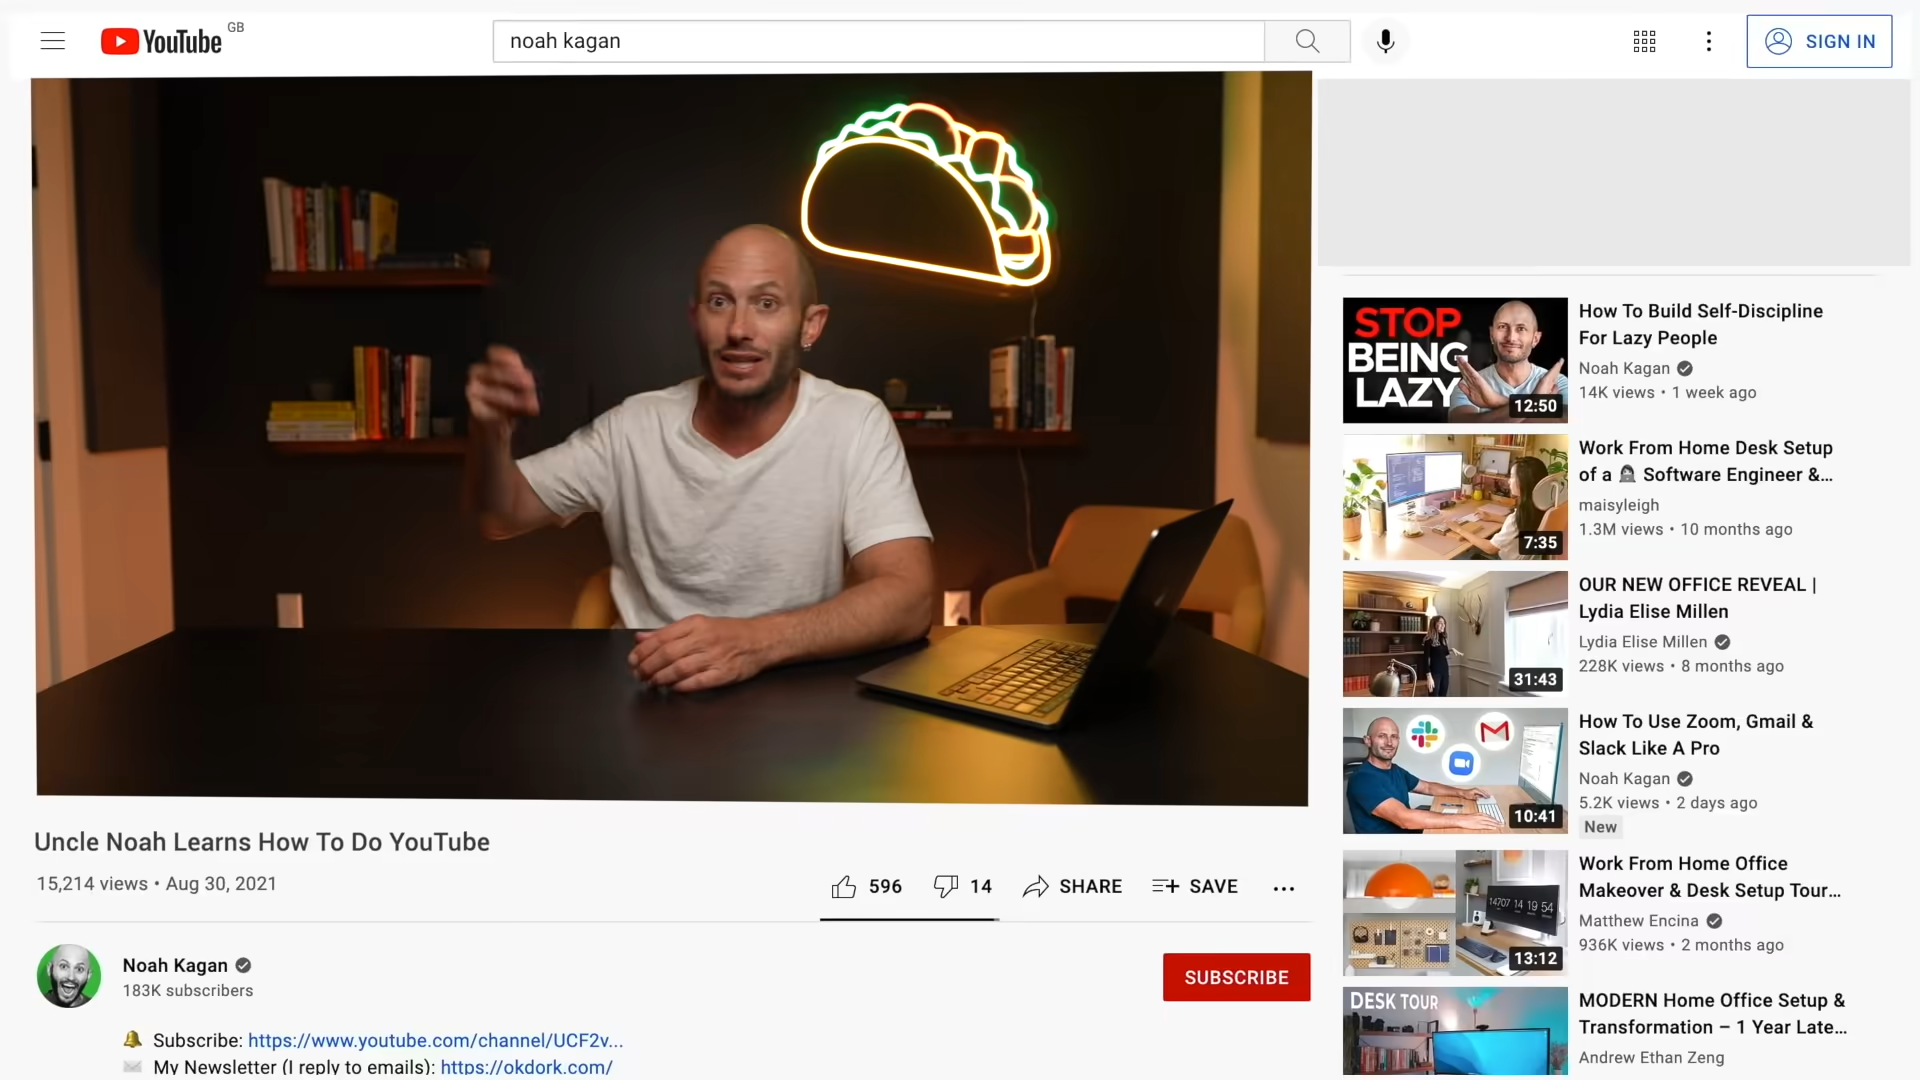 YouTube GB
noah kagan
SIGN IN
Uncle Noah Learns How To Do YouTube
15,214 views • Aug 30, 2021
596
14
SHARE
SAVE
Noah Kagan
183K subscribers
SUBSCRIBE
Subscribe: https://www.youtube.com/channel/UCF2v...
My Newsletter (I reply to emails): https://okdork.com/
STOP
BEING
LAZY
12:50
How To Build Self-Discipline
For Lazy People
Noah Kagan
14K views • 1 week ago
7:35
Work From Home Desk Setup
of a Software Engineer &...
maisyleigh
1.3M views • 10 months ago
31:43
OUR NEW OFFICE REVEAL |
Lydia Elise Millen
Lydia Elise Millen
228K views • 8 months ago
10:41
How To Use Zoom, Gmail &
Slack Like A Pro
Noah Kagan
5.2K views • 2 days ago
New
14707 14 19 54
13:12
Work From Home Office
Makeover & Desk Setup Tour...
Matthew Encina
936K views • 2 months ago
DESK TOUR
MODERN Home Office Setup &
Transformation – 1 Year Late...
Andrew Ethan Zeng